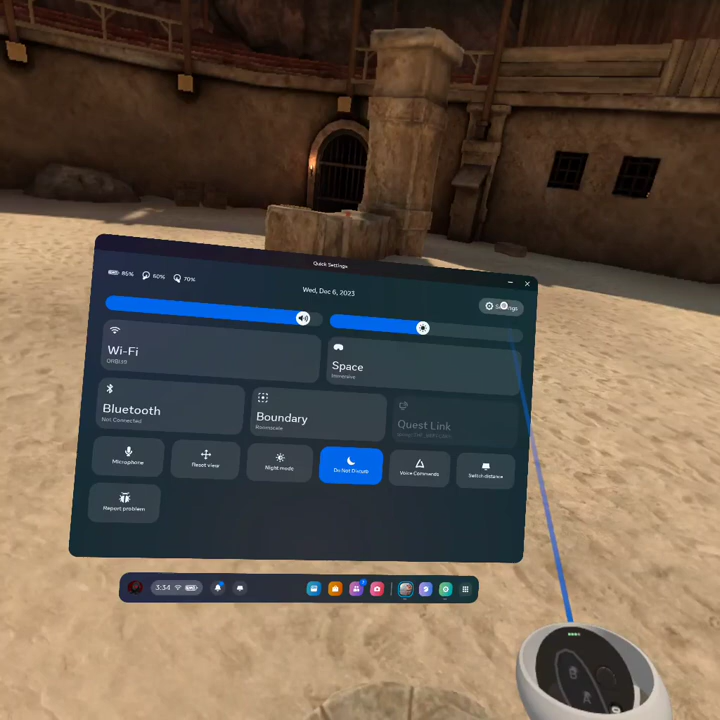 Quick Settings
85% 60% 70%
Wed, Dec 6, 2023
Wi-Fi
Space
Immersive
Bluetooth
Not Connected
Boundary
Roomscale
Quest Link
Microphone
Reset view
Night mode
Do Not Disturb
Voice Commands
Switch distance
Report problem
3:34